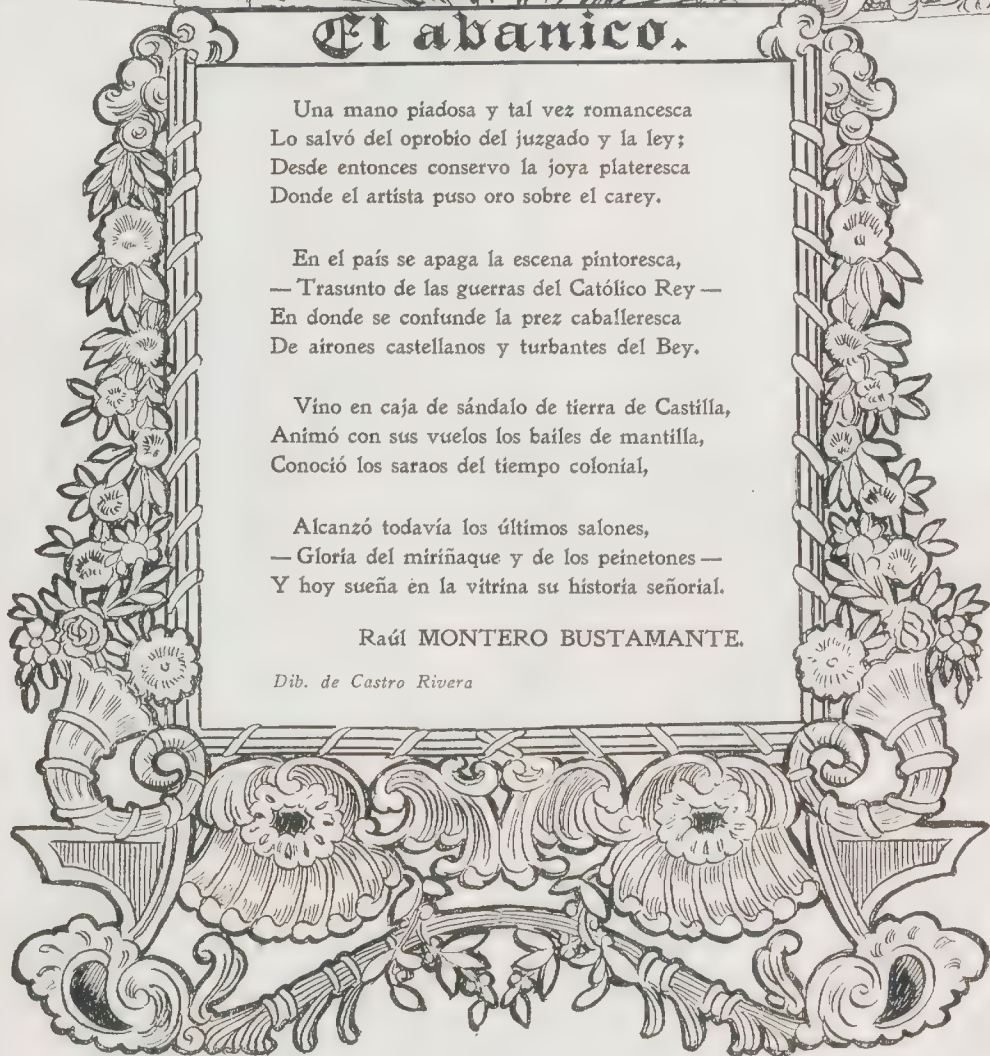 El abanico.
Una mano piadosa y tal vez romancesca
Lo salvó del oprobio del juzgado y la ley;
Desde entonces conservo la joya plateresca
Donde el artista puso oro sobre el carey.
En el país se apaga la escena pintoresca,
— Trasunto de las guerras del Católico Rey —
En donde se confunde la prez caballeresca
De airones castellanos y turbantes del Bey.
Vino en caja de sándalo de tierra de Castilla,
Animó con sus vuelos los bailes de mantilla,
Conoció los saraos del tiempo colonial,
Alcanzó todavía los últimos salones,
— Gloria del miriñaque y de los peinetones —
Y hoy sueña en la vitrina su historia señorial.
Raúl MONTERO BUSTAMANTE.
Dib. de Castro Rivera